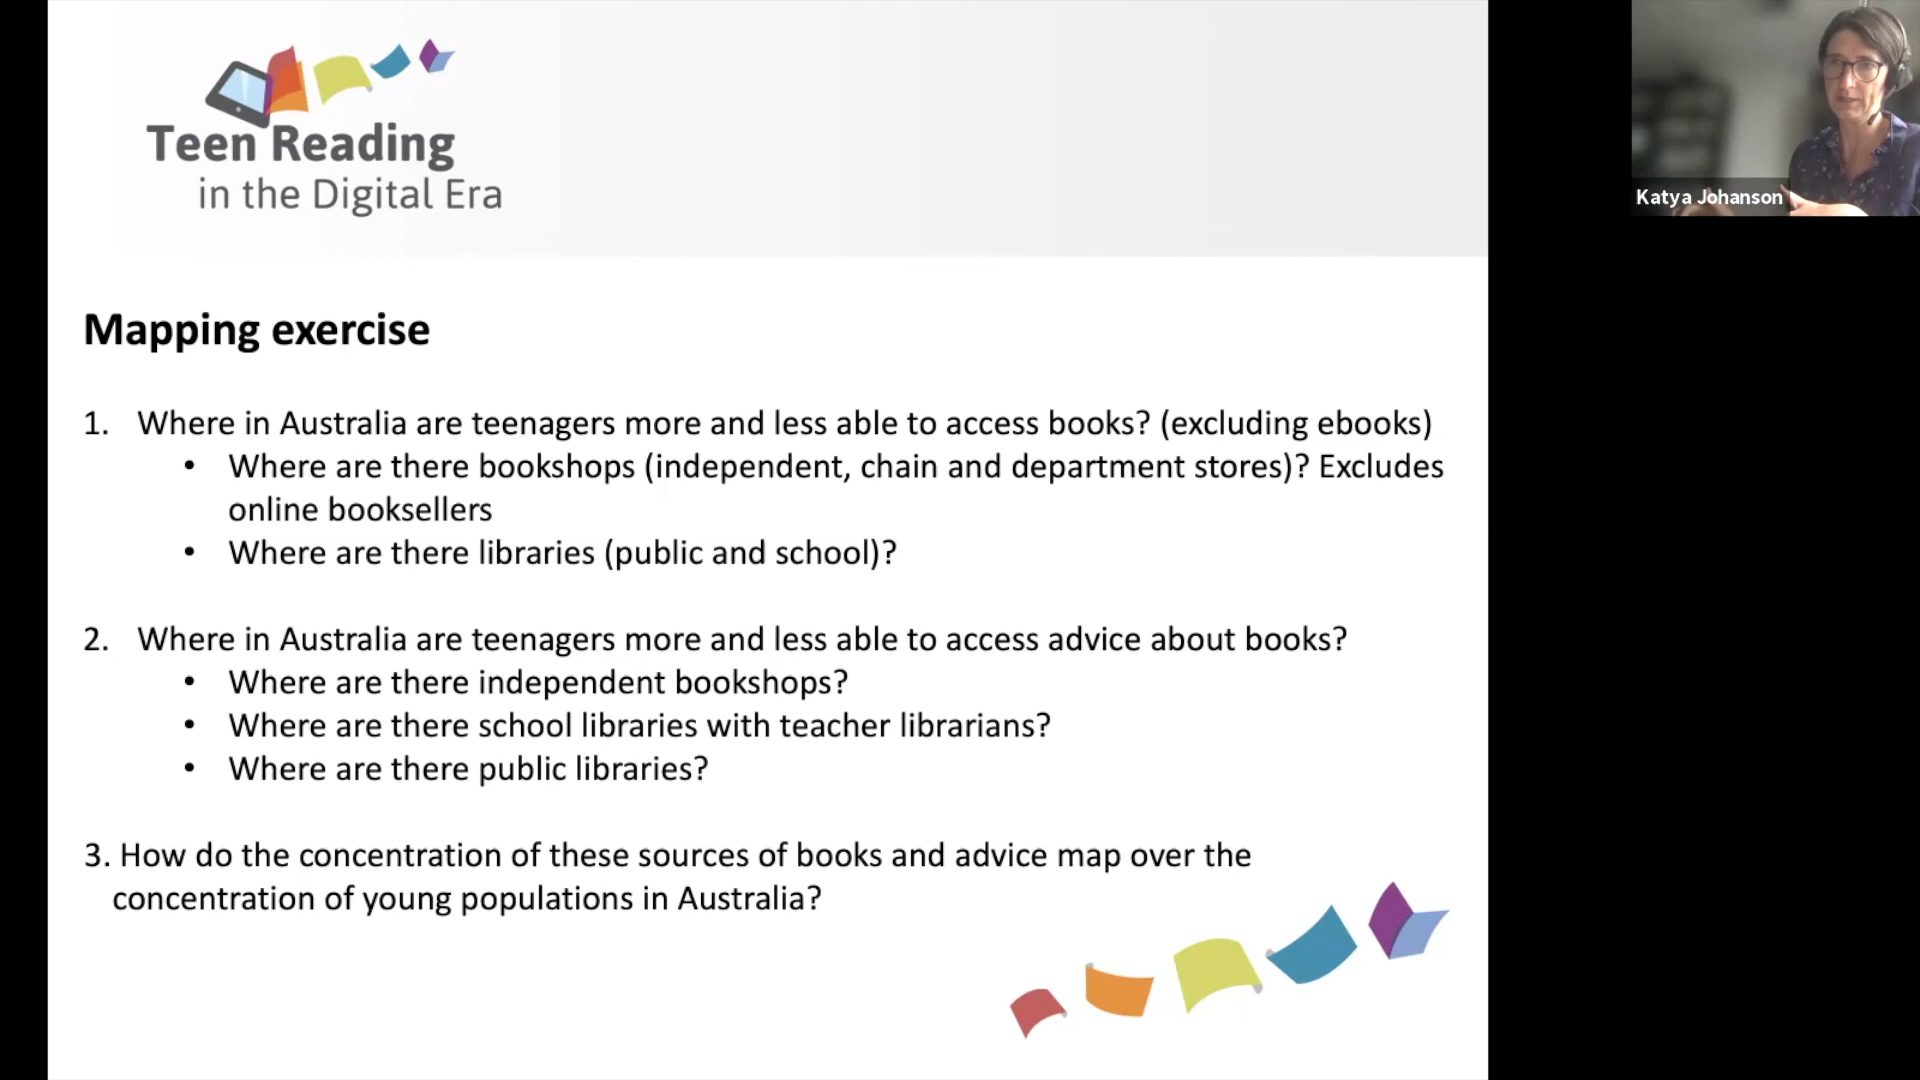 Teen Reading
in the Digital Era
Katya Johanson
Mapping exercise
1. Where in Australia are teenagers more and less able to access books? (excluding ebooks)
• Where are there bookshops (independent, chain and department stores)? Excludes
online booksellers
• Where are there libraries (public and school)?
2. Where in Australia are teenagers more and less able to access advice about books?
• Where are there independent bookshops?
• Where are there school libraries with teacher librarians?
• Where are there public libraries?
3. How do the concentration of these sources of books and advice map over the
concentration of young populations in Australia?